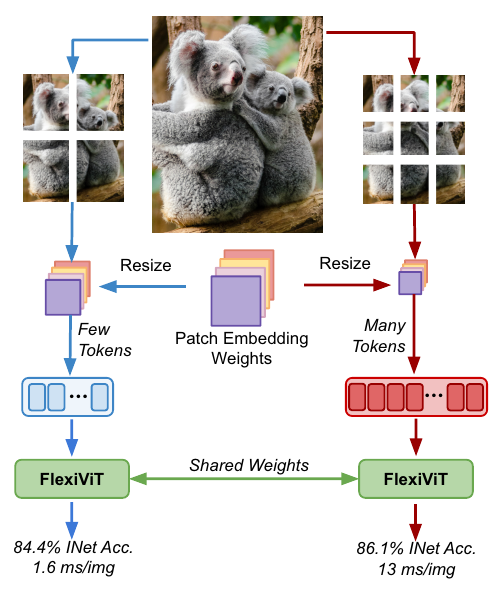 Resize
Resize
Patch Embedding
Weights
Few
Tokens
Many
Tokens
FlexiViT
Shared Weights
FlexiViT
84.4% INet Acc.
1.6 ms/img
86.1% INet Acc.
13 ms/img